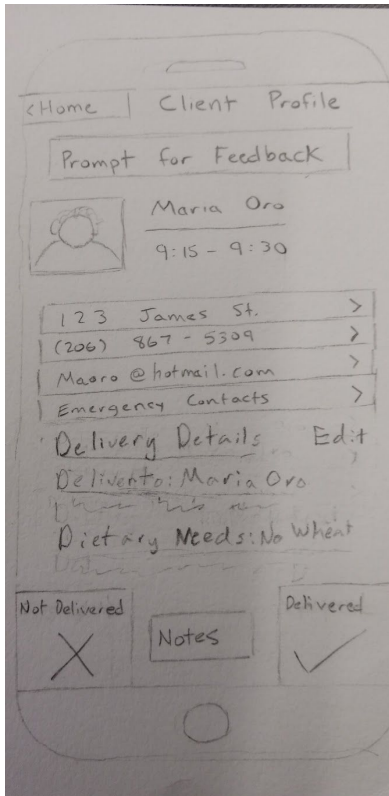 <Home Client Profile
Prompt for Feedback
Maria Oro
9:15 - 9:30
123 James St. >
(206) 867-5309 >
Maoro@hotmail.com >
Emergency Contacts >
Delivery Details Edit
Deliver to: Maria Oro
Dietary Needs: No Wheat
Not Delivered
Notes
Delivered